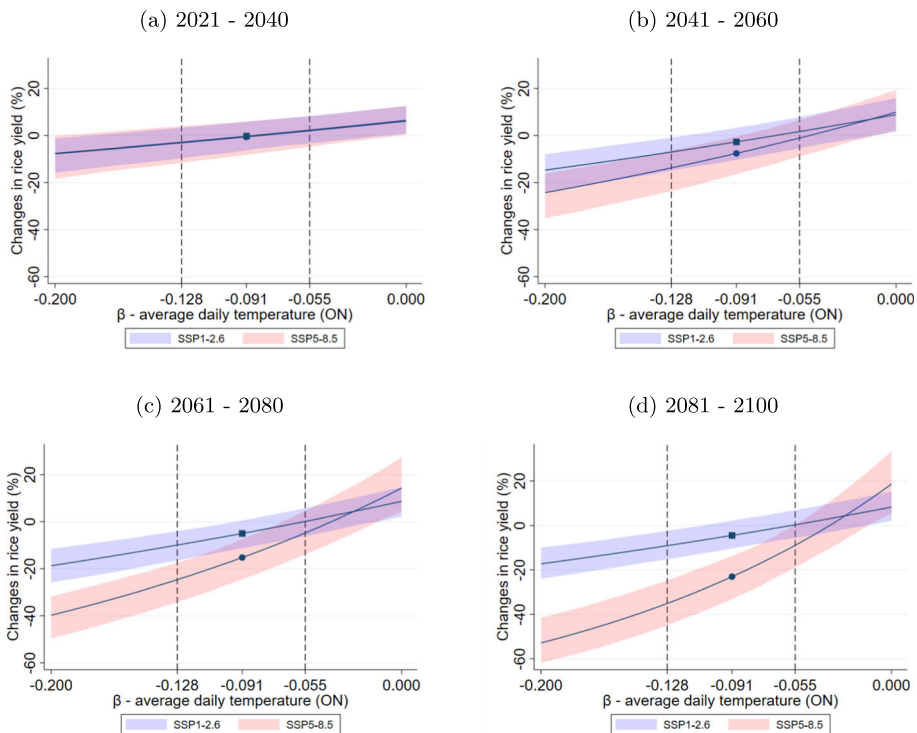 (a) 2021 - 2040
Changes in rice yield (%)
20
0
-20
-40
-60
-0.200 -0.128 -0.091 -0.055 0.000
β - average daily temperature (ON)
SSP1-2.6 SSP5-8.5
(b) 2041 - 2060
Changes in rice yield (%)
20
0
-20
-40
-60
-0.200 -0.128 -0.091 -0.055 0.000
β - average daily temperature (ON)
SSP1-2.6 SSP5-8.5
(c) 2061 - 2080
Changes in rice yield (%)
20
0
-20
-40
-60
-0.200 -0.128 -0.091 -0.055 0.000
β - average daily temperature (ON)
SSP1-2.6 SSP5-8.5
(d) 2081 - 2100
Changes in rice yield (%)
20
0
-20
-40
-60
-0.200 -0.128 -0.091 -0.055 0.000
β - average daily temperature (ON)
SSP1-2.6 SSP5-8.5